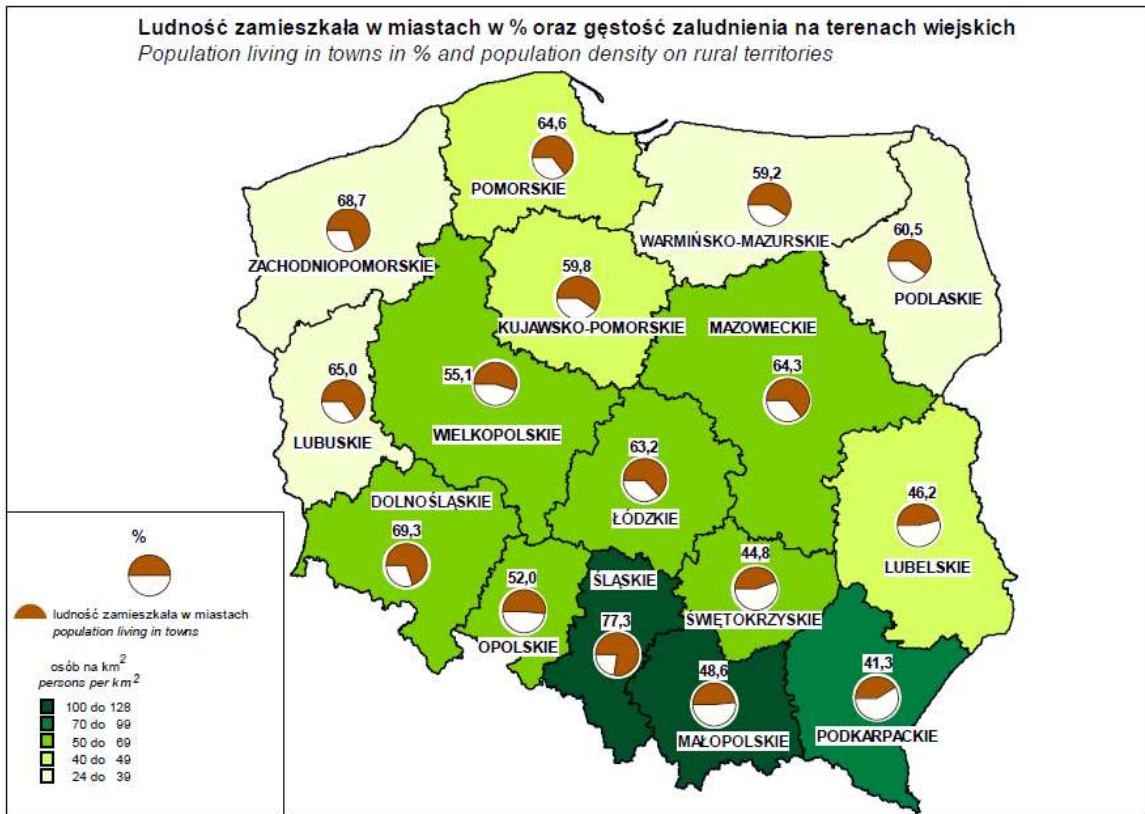 Ludność zamieszkała w miastach w % oraz gęstość zaludnienia na terenach wiejskich
Population living in towns in % and population density on rural territories
64,6
POMORSKIE
59,2
WARMIŃSKO-MAZURSKIE
68,7
ZACHODNIOPOMORSKIE
60,5
PODLASKIE
59,8
KUJAWSKO-POMORSKIE
MAZOWIECKIE
64,3
55,1
WIELKOPOLSKIE
65,0
LUBUSKIE
63,2
ŁÓDZKIE
DOLNOŚLĄSKIE
69,3
46,2
LUBELSKIE
52,0
OPOLSKIE
ŚLĄSKIE
77,3
44,8
ŚWIĘTOKRZYSKIE
48,6
MAŁOPOLSKIE
41,3
PODKARPACKIE
%
ludność zamieszkała w miastach
population living in towns
osób na km²
persons per km²
100 do 128
70 do 99
50 do 69
40 do 49
24 do 39